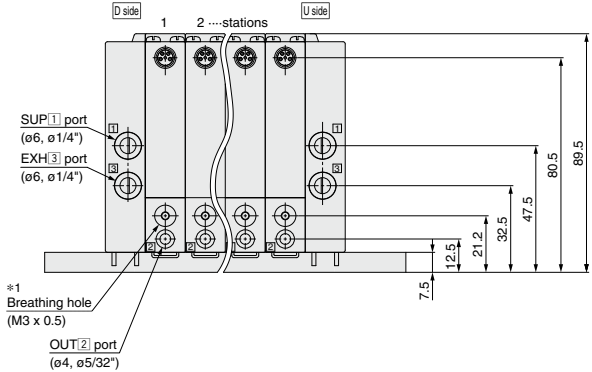 D side
U side
1
2 ····stations
SUP 1 port
(ø6, ø1/4")
EXH 3 port
(ø6, ø1/4")
1
3
1
3
2
2
2
2
*1
Breathing hole
(M3 x 0.5)
OUT 2 port
(ø4, ø5/32")
7.5
12.5
21.2
32.5
47.5
80.5
89.5